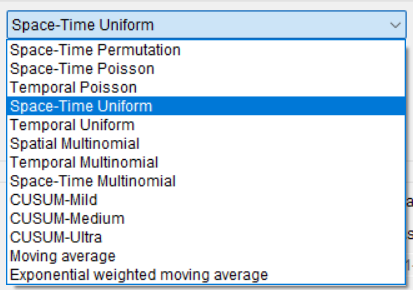 Space-Time Uniform
Space-Time Permutation
Space-Time Poisson
Temporal Poisson
Space-Time Uniform
Temporal Uniform
Spatial Multinomial
Temporal Multinomial
Space-Time Multinomial
CUSUM-Mild
CUSUM-Medium
CUSUM-Ultra
Moving average
Exponential weighted moving average